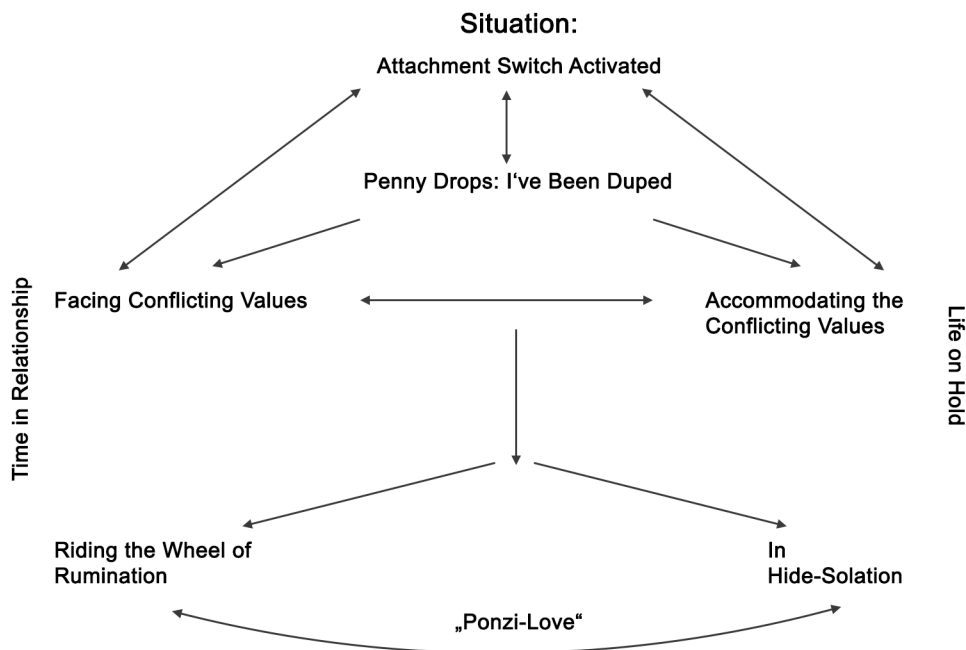 Situation:
Attachment Switch Activated
Penny Drops: I‘ve Been Duped
Facing Conflicting Values
Accommodating the
Conflicting Values
Time in Relationship
Life on Hold
Riding the Wheel of
Rumination
In
Hide-Solation
„Ponzi-Love“